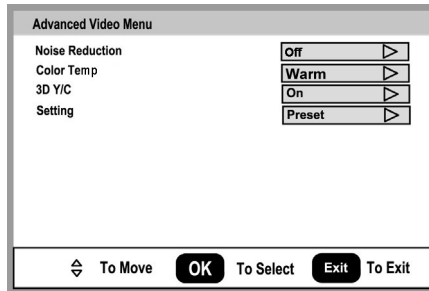 Advanced Video Menu
Noise Reduction Off
Color Temp Warm
3D Y/C On
Setting Preset
To Move OK To Select Exit To Exit